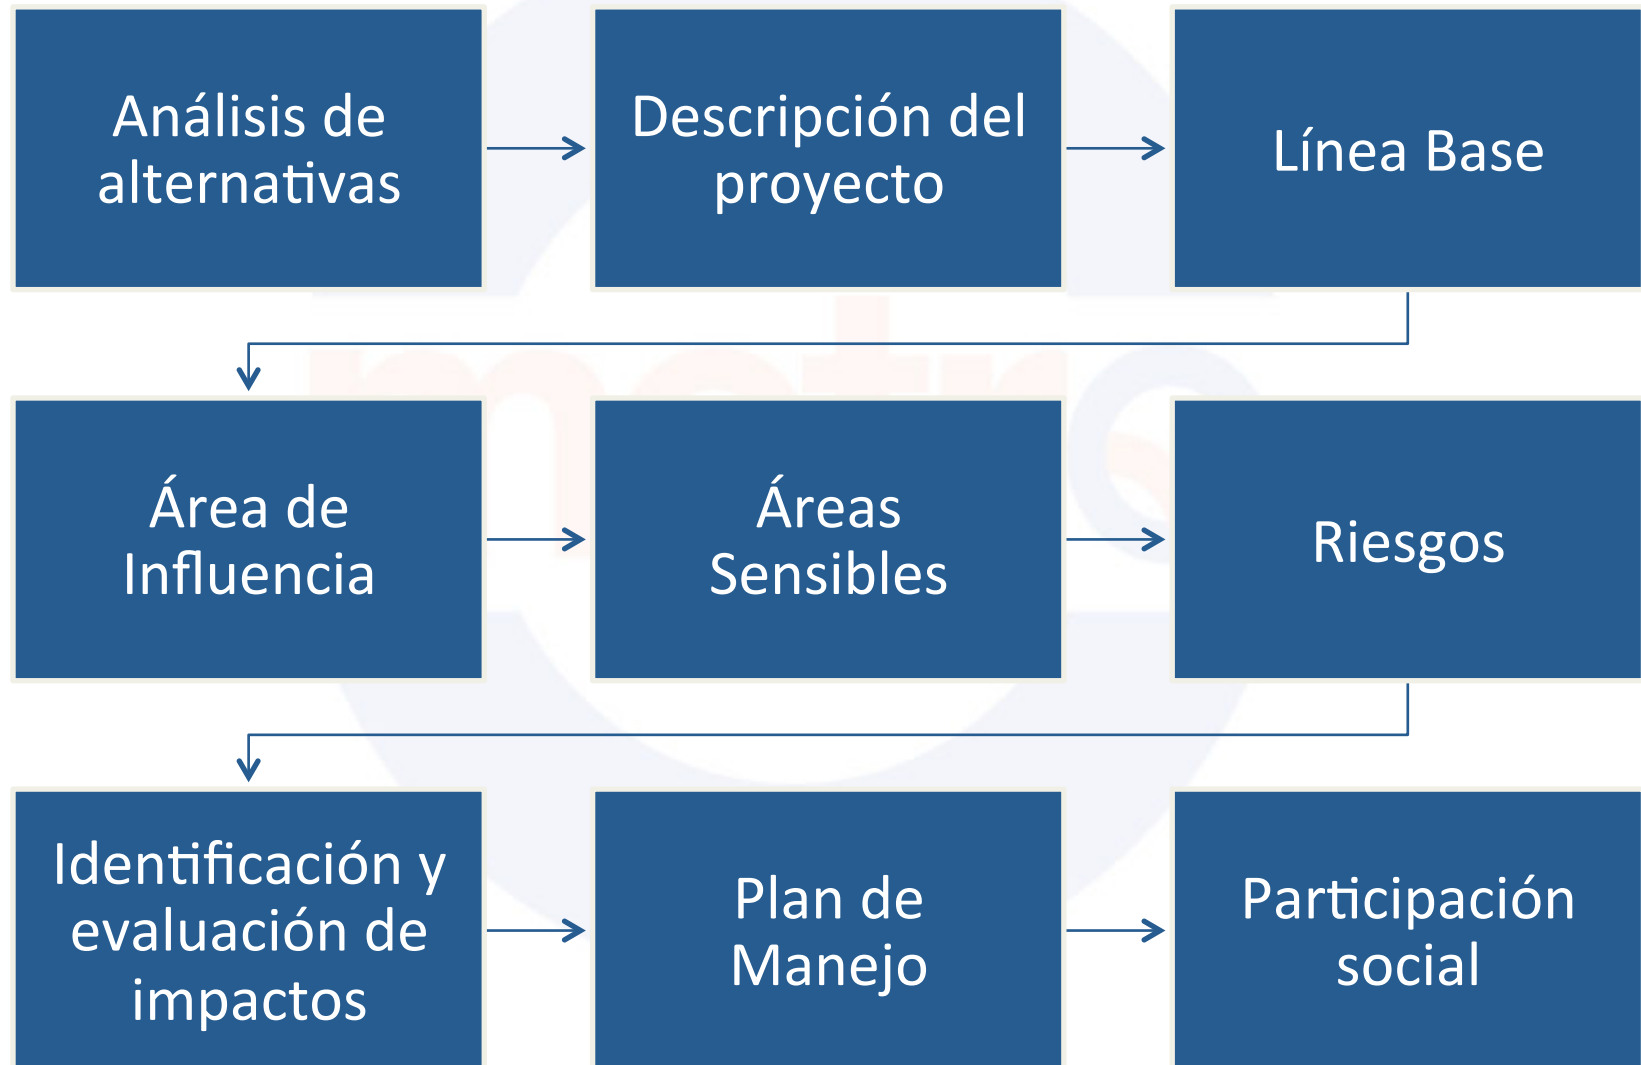 Análisis de
alternativas
Descripción del
proyecto
Línea Base
metro
Área de
Influencia
Áreas
Sensibles
Riesgos
Identificación y
evaluación de
impactos
Plan de
Manejo
Participación
social